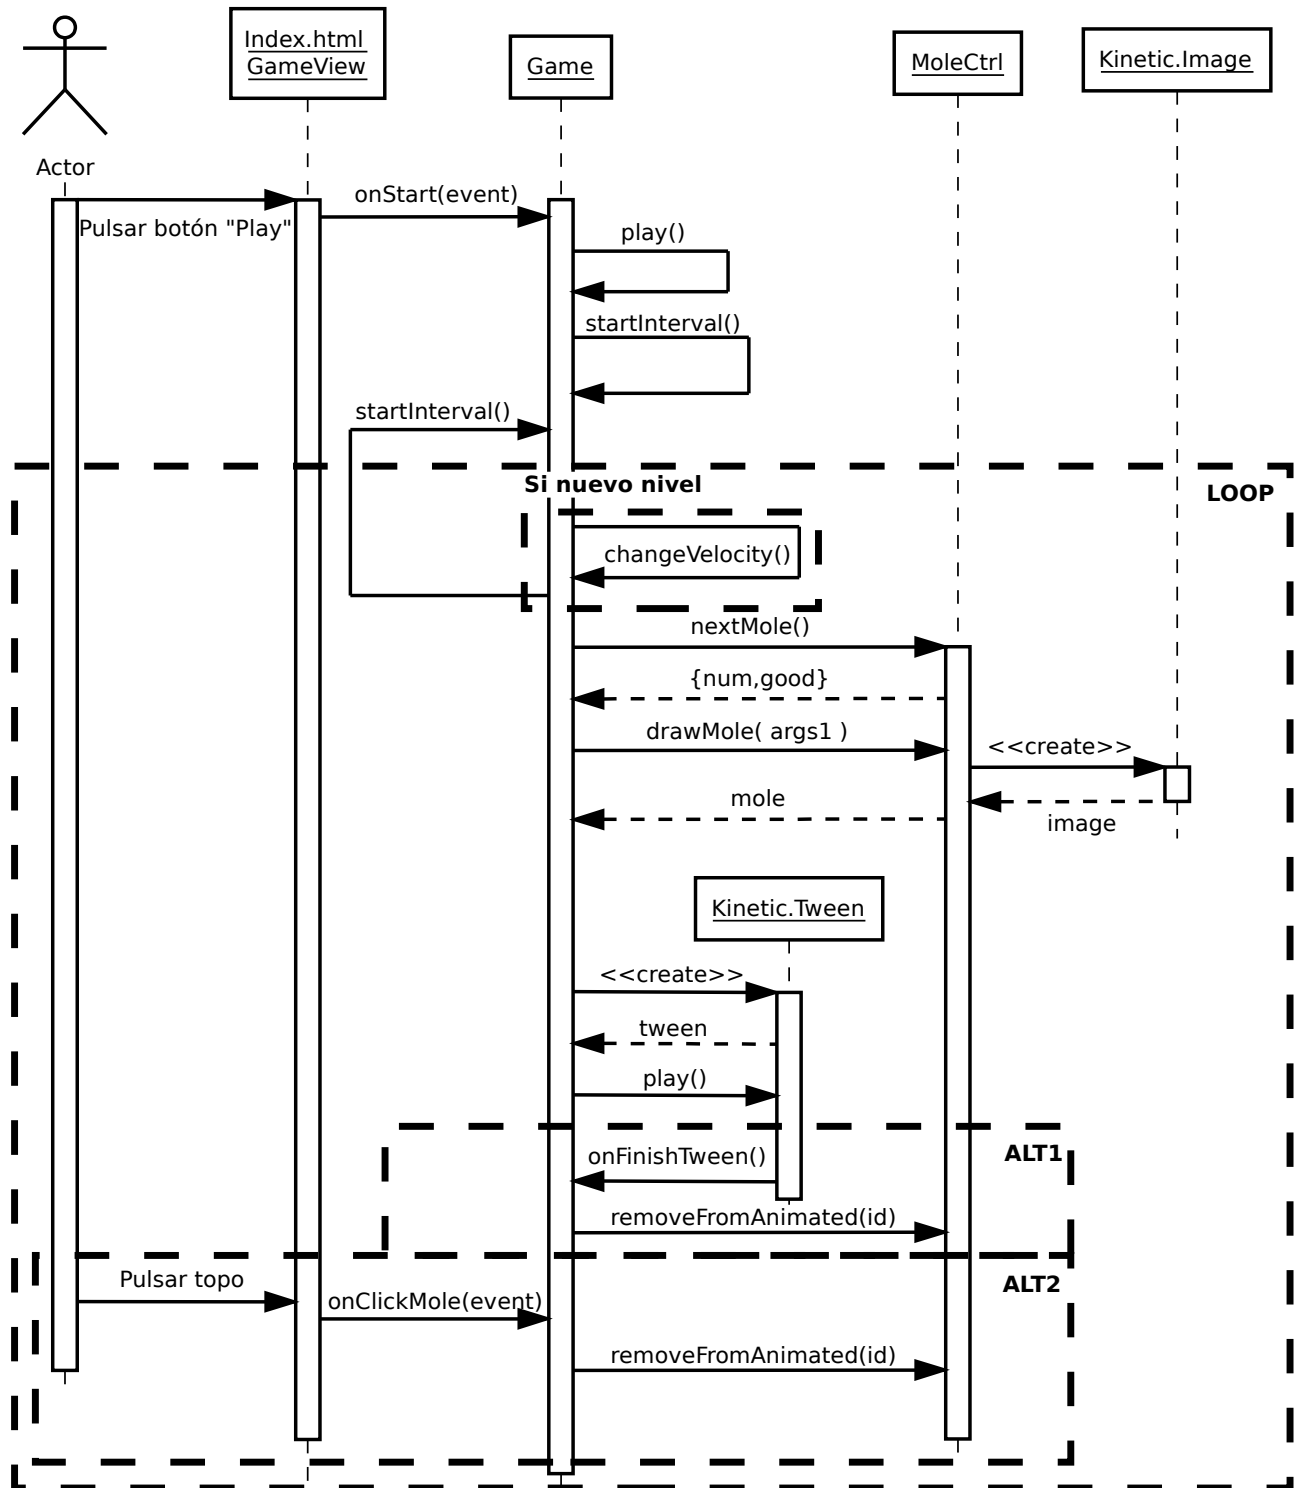 Index.html
GameView
Game
MoleCtrl
Kinetic.Image
Actor
onStart(event)
Pulsar botón "Play"
play()
startInterval()
startInterval()
Si nuevo nivel
LOOP
changeVelocity()
nextMole()
{num,good}
drawMole( args1 )
<<create>>
mole
image
Kinetic.Tween
<<create>>
tween
play()
ALT1
onFinishTween()
removeFromAnimated(id)
Pulsar topo
ALT2
onClickMole(event)
removeFromAnimated(id)